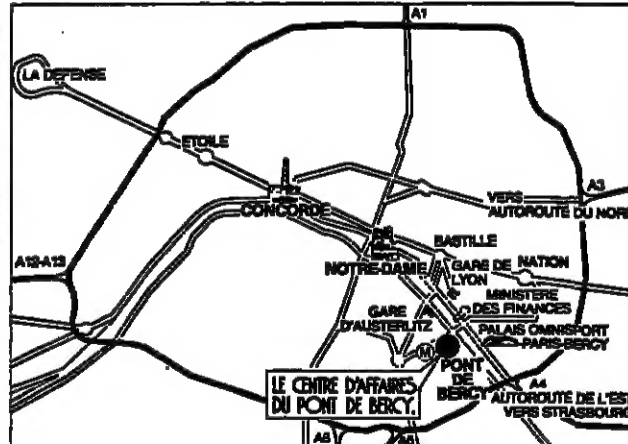 A1
LA DEFENSE
ETOILE
A3
VERS
AUTOROUTE DU NORD
CONCORDE
BASTILLE
A12-A13
NOTRE-DAME
GARE DE
LYON
NATION
MINISTERE
DES FINANCES
GARE
D'AUSTERLITZ
PALAIS OMNISPORT
PARIS-BERCY
M
PONT
DE
BERCY
LE CENTRE D'AFFAIRES
DU PONT DE BERCY.
A4
AUTOROUTE DE L'EST
VERS STRASBOURG
A6